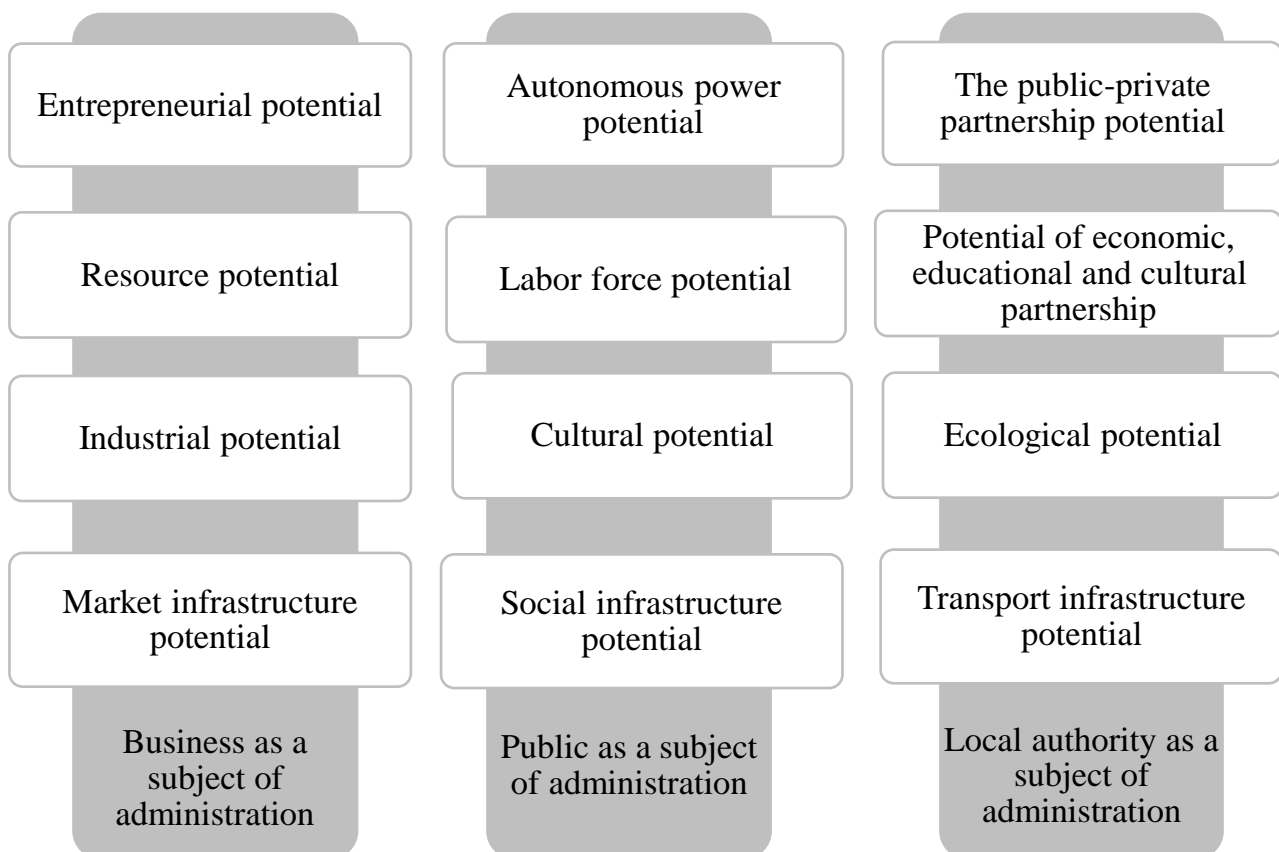 Entrepreneurial potential
Resource potential
Industrial potential
Market infrastructure
potential
Business as a
subject of
administration
Autonomous power
potential
Labor force potential
Cultural potential
Social infrastructure
potential
Public as a subject
of administration
The public-private
partnership potential
Potential of economic,
educational and cultural
partnership
Ecological potential
Transport infrastructure
potential
Local authority as a
subject of
administration